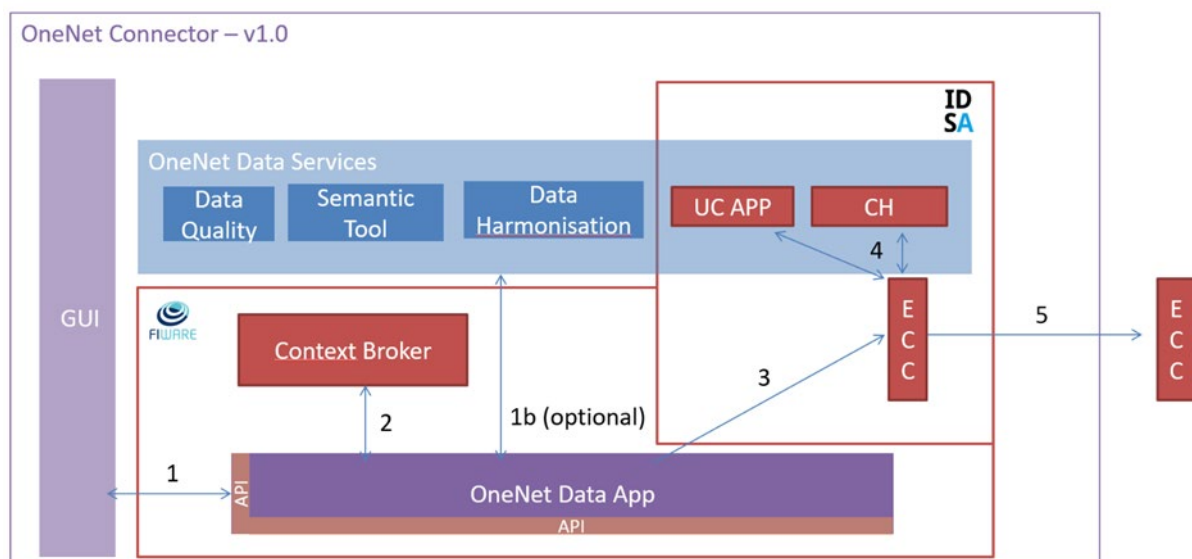 OneNet Connector – v1.0
ID
SA
OneNet Data Services
Data
Quality
Semantic
Tool
Data
Harmonisation
UC APP
CH
4
GUI
FIWARE
Context Broker
E
C
C
5
E
C
C
3
2
1b (optional)
1
API
OneNet Data App
API